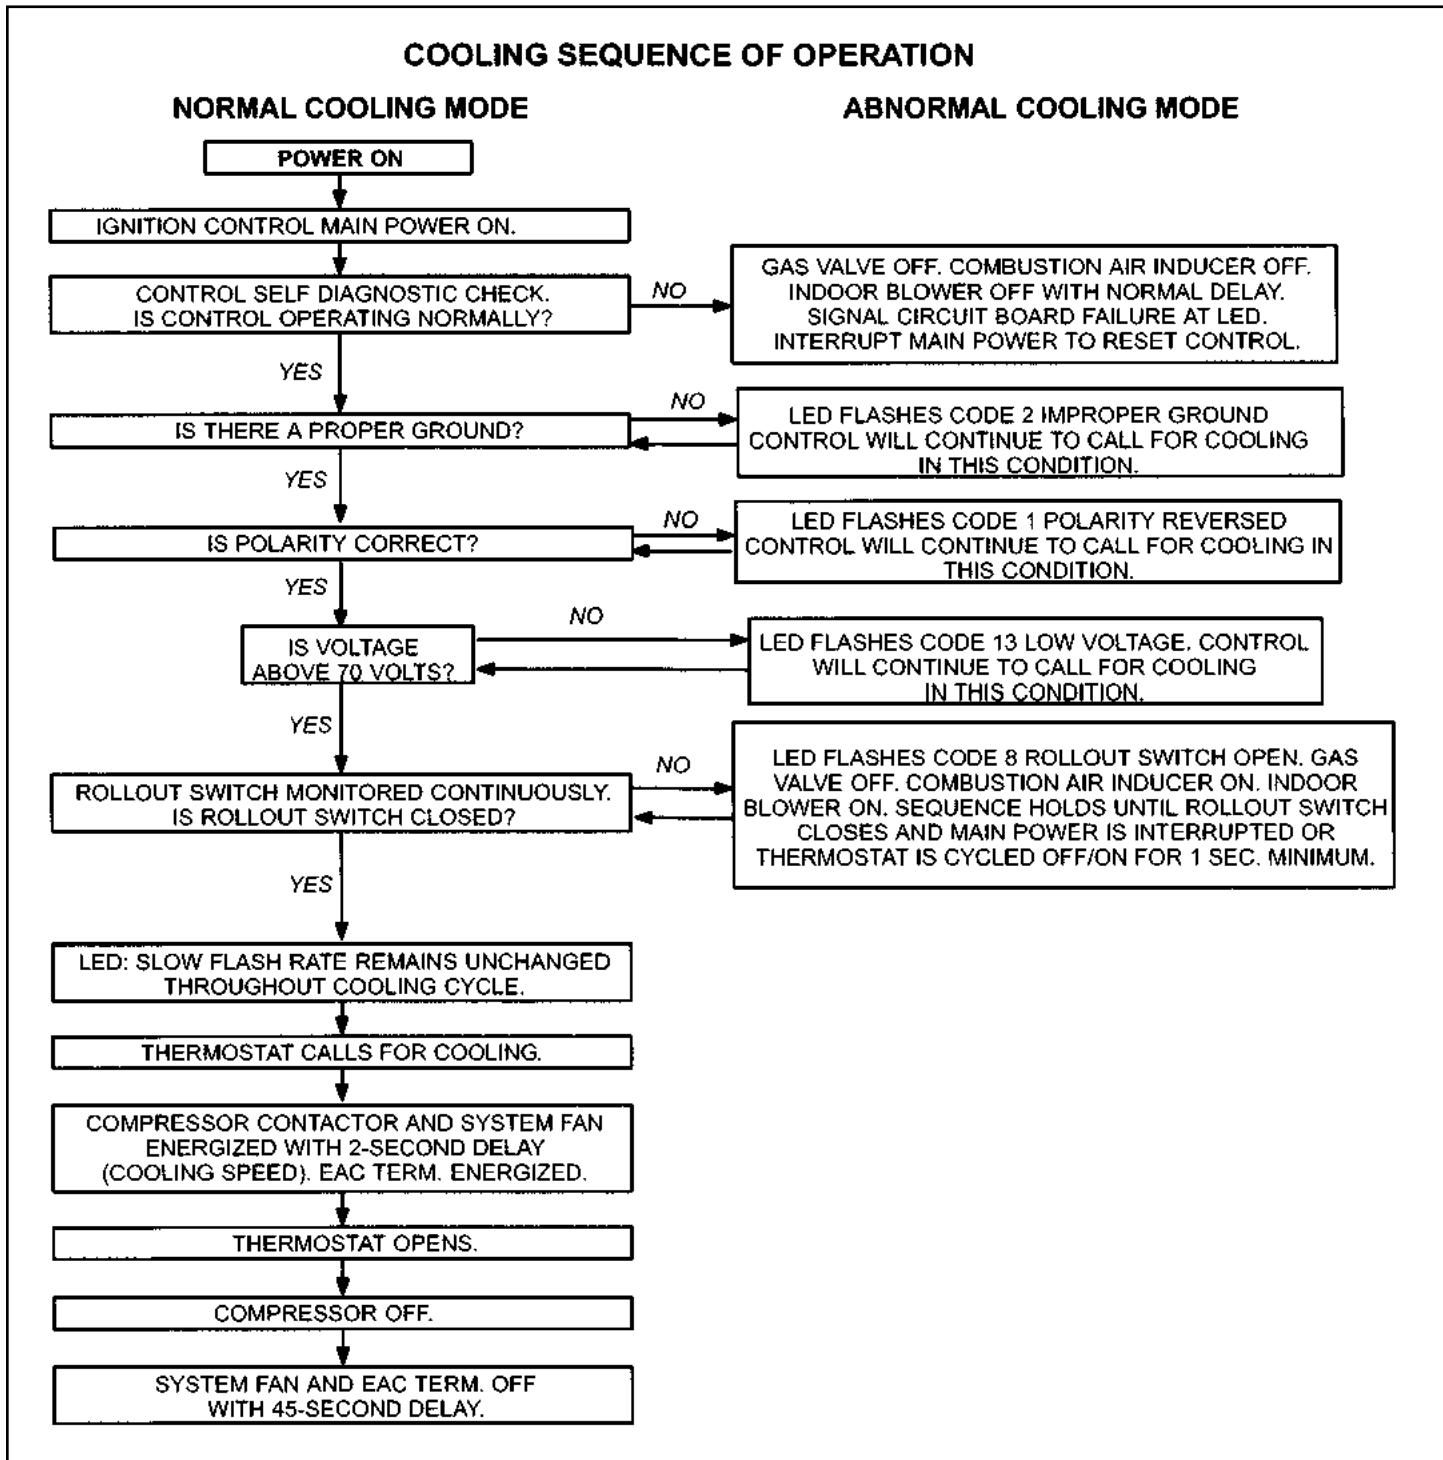 COOLING SEQUENCE OF OPERATION
NORMAL COOLING MODE
ABNORMAL COOLING MODE
POWER ON
IGNITION CONTROL MAIN POWER ON.
CONTROL SELF DIAGNOSTIC CHECK.
IS CONTROL OPERATING NORMALLY?
NO
GAS VALVE OFF. COMBUSTION AIR INDUCER OFF.
INDOOR BLOWER OFF WITH NORMAL DELAY.
SIGNAL CIRCUIT BOARD FAILURE AT LED.
INTERRUPT MAIN POWER TO RESET CONTROL.
YES
IS THERE A PROPER GROUND?
NO
LED FLASHES CODE 2 IMPROPER GROUND
CONTROL WILL CONTINUE TO CALL FOR COOLING
IN THIS CONDITION.
YES
IS POLARITY CORRECT?
NO
LED FLASHES CODE 1 POLARITY REVERSED
CONTROL WILL CONTINUE TO CALL FOR COOLING IN
THIS CONDITION.
YES
IS VOLTAGE
ABOVE 70 VOLTS?
NO
LED FLASHES CODE 13 LOW VOLTAGE. CONTROL
WILL CONTINUE TO CALL FOR COOLING
IN THIS CONDITION.
YES
ROLLOUT SWITCH MONITORED CONTINUOUSLY.
IS ROLLOUT SWITCH CLOSED?
NO
LED FLASHES CODE 8 ROLLOUT SWITCH OPEN. GAS
VALVE OFF. COMBUSTION AIR INDUCER ON. INDOOR
BLOWER ON. SEQUENCE HOLDS UNTIL ROLLOUT SWITCH
CLOSES AND MAIN POWER IS INTERRUPTED OR
THERMOSTAT IS CYCLED OFF/ON FOR 1 SEC. MINIMUM.
YES
LED: SLOW FLASH RATE REMAINS UNCHANGED
THROUGHOUT COOLING CYCLE.
THERMOSTAT CALLS FOR COOLING.
COMPRESSOR CONTACTOR AND SYSTEM FAN
ENERGIZED WITH 2-SECOND DELAY
(COOLING SPEED). EAC TERM. ENERGIZED.
THERMOSTAT OPENS.
COMPRESSOR OFF.
SYSTEM FAN AND EAC TERM. OFF
WITH 45-SECOND DELAY.